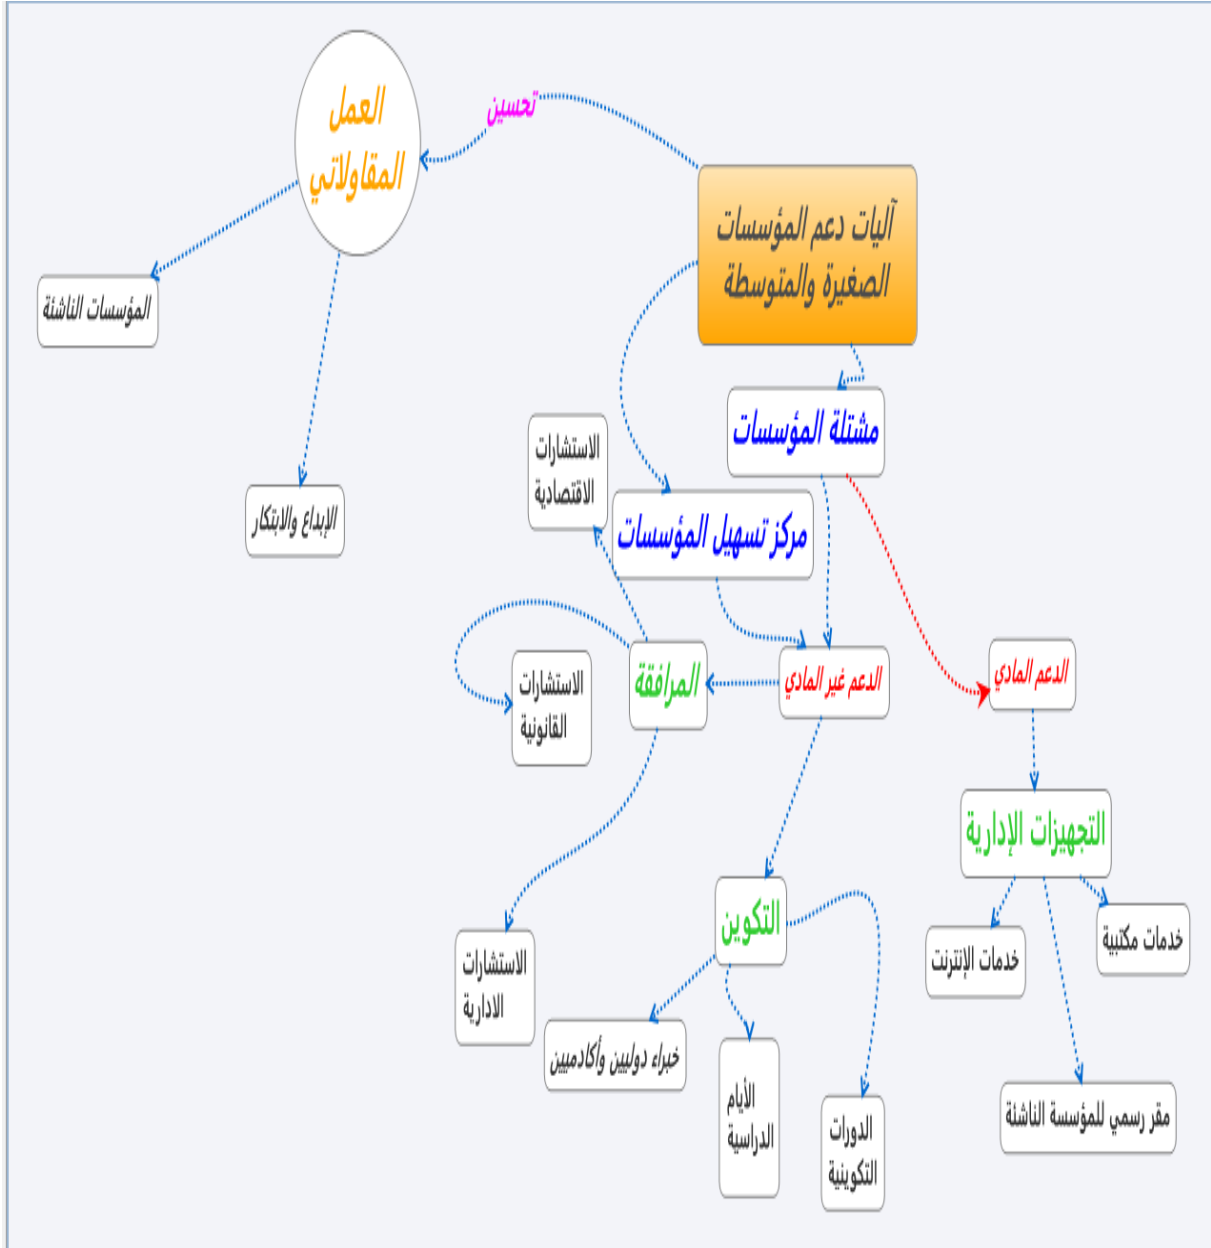 العمل
المقاولاتي
تحسين
آليات دعم المؤسسات
الصغيرة والمتوسطة
المؤسسات الناشئة
مشتلة المؤسسات
الاستشارات
الاقتصادية
الإبداع والابتكار
مركز تسهيل المؤسسات
الدعم المادي
الدعم غير المادي
المرافقة
الاستشارات
القانونية
التجهيزات الإدارية
التكوين
خدمات مكتبية
خدمات الإنترنت
الاستشارات
الادارية
خبراء دوليين وأكادميين
مقر رسمي للمؤسسة الناشئة
الأيام
الدراسية
الدورات
التكوينية